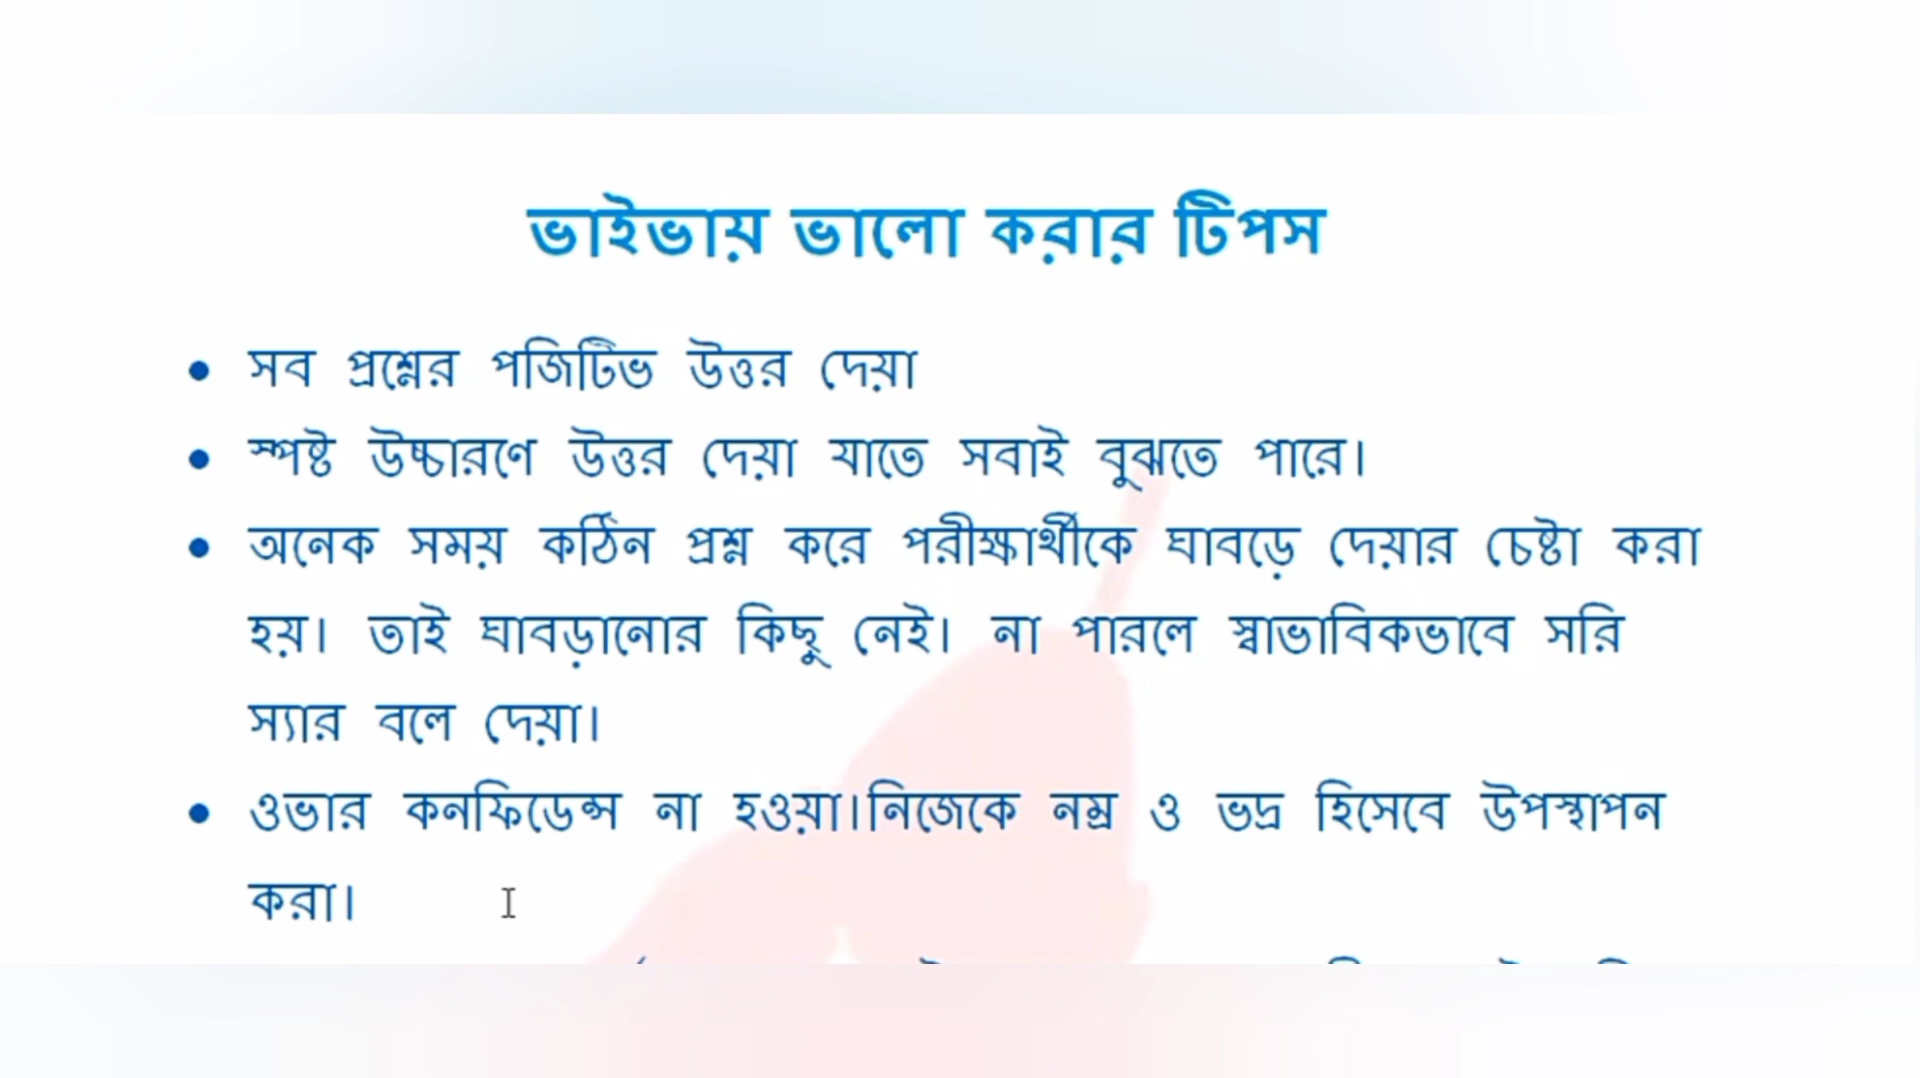 ভাইভায় ভালো করার টিপস
• সব প্রশ্নের পজিটিভ উত্তর দেয়া
• স্পষ্ট উচ্চারণে উত্তর দেয়া যাতে সবাই বুঝতে পারে।
• অনেক সময় কঠিন প্রশ্ন করে পরীক্ষার্থীকে ঘাবড়ে দেয়ার চেষ্টা করা
হয়। তাই ঘাবড়ানোর কিছু নেই। না পারলে স্বাভাবিকভাবে সরি
স্যার বলে দেয়া।
• ওভার কনফিডেন্স না হওয়া।নিজেকে নম্র ও ভদ্র হিসেবে উপস্থাপন
করা।